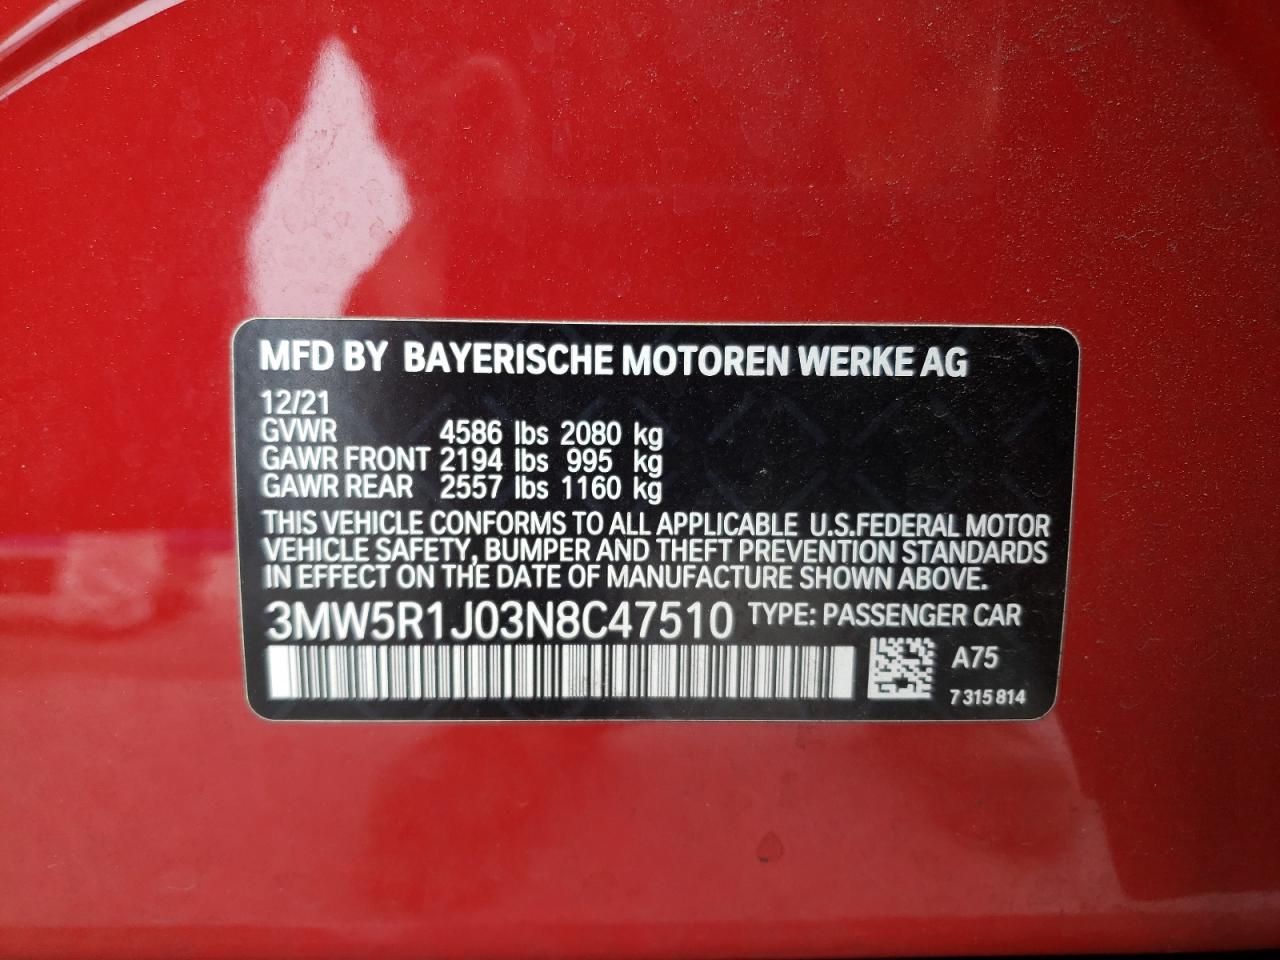 MFD BY BAYERISCHE MOTOREN WERKE AG
12/21
GVWR 4586 lbs 2080 kg
GAWR FRONT 2194 lbs 995 kg
GAWR REAR 2557 lbs 1160 kg
THIS VEHICLE CONFORMS TO ALL APPLICABLE U.S.FEDERAL MOTOR
VEHICLE SAFETY, BUMPER AND THEFT PREVENTION STANDARDS
IN EFFECT ON THE DATE OF MANUFACTURE SHOWN ABOVE.
3MW5R1J03N8C47510 TYPE: PASSENGER CAR
A75
7 315 814